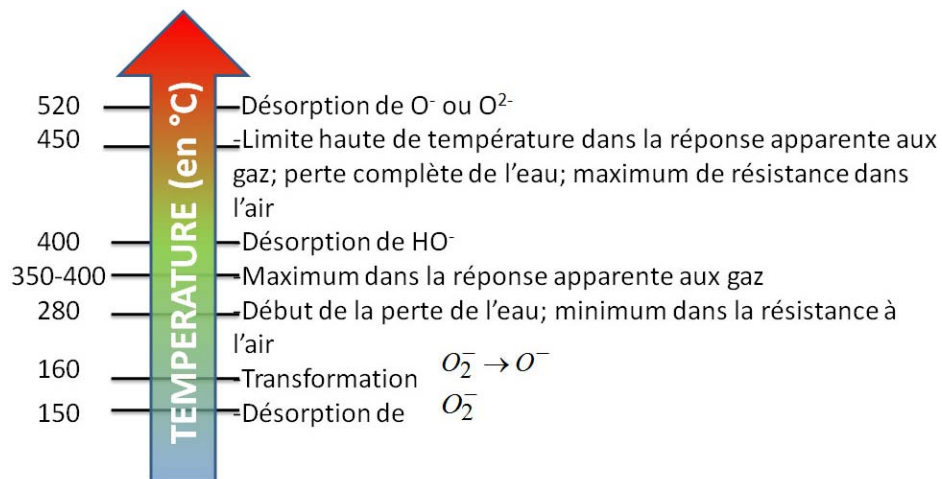 520 -Désorption de O⁻ ou O²⁻
450 -Limite haute de température dans la réponse apparente aux
gaz; perte complète de l’eau; maximum de résistance dans
l’air
400 -Désorption de HO⁻
350-400 -Maximum dans la réponse apparente aux gaz
280 -Début de la perte de l’eau; minimum dans la résistance à
l’air
160 -Transformation O₂⁻ → O⁻
150 -Désorption de O₂⁻
TEMPERATURE (en °C)